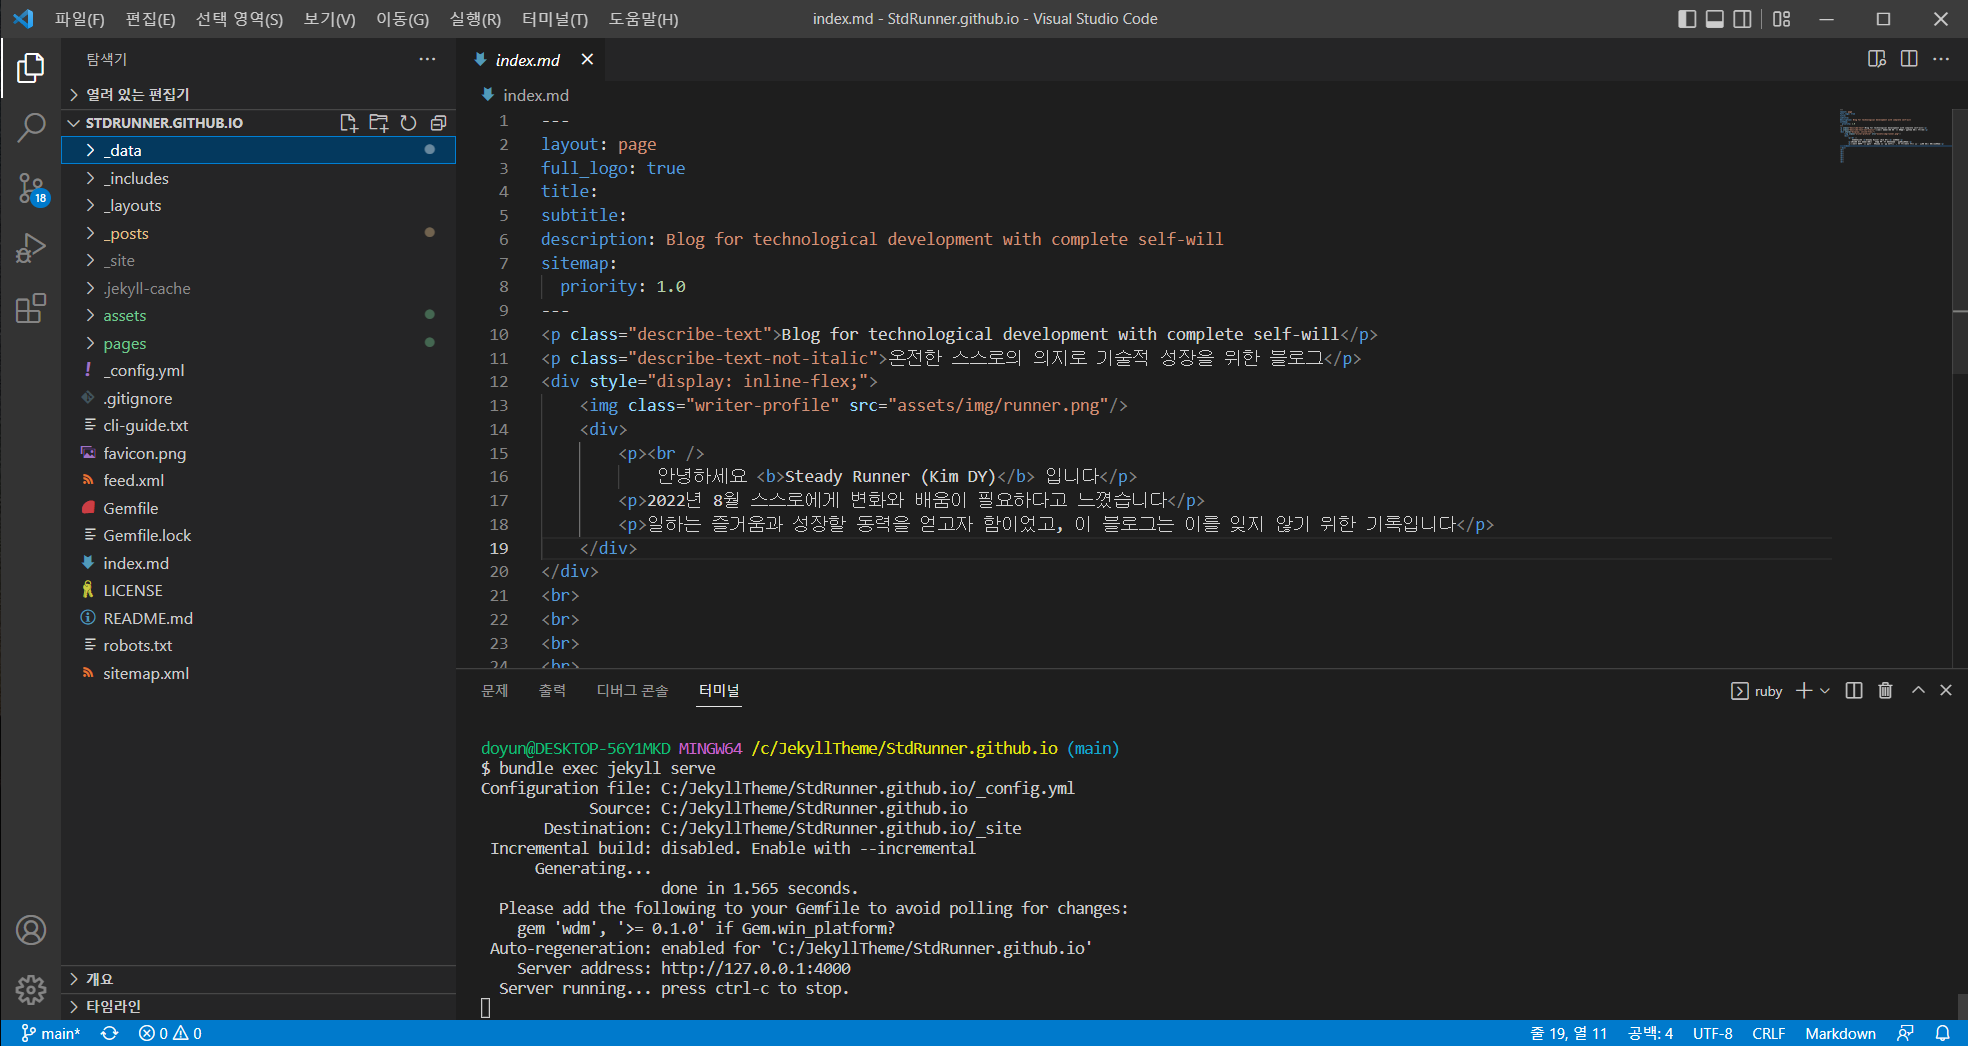 파일(F) 편집(E) 선택 영역(S) 보기(V) 이동(G) 실행(R) 터미널(T) 도움말(H) index.md - StdRunner.github.io - Visual Studio Code
탐색기
열려 있는 편집기
STDRUNNER.GITHUB.IO
_data
_includes
_layouts
_posts
_site
.jekyll-cache
assets
pages
_config.yml
.gitignore
cli-guide.txt
favicon.png
feed.xml
Gemfile
Gemfile.lock
index.md
LICENSE
README.md
robots.txt
sitemap.xml
개요
타임라인
18
index.md
index.md
1 ---
2 layout: page
3 full_logo: true
4 title:
5 subtitle:
6 description: Blog for technological development with complete self-will
7 sitemap:
8 priority: 1.0
9 ---
10 <p class="describe-text">Blog for technological development with complete self-will</p>
11 <p class="describe-text-not-italic">온전한 스스로의 의지로 기술적 성장을 위한 블로그</p>
12 <div style="display: inline-flex;">
13 <img class="writer-profile" src="assets/img/runner.png"/>
14 <div>
15 <p><br />
16 안녕하세요 <b>Steady Runner (Kim DY)</b> 입니다</p>
17 <p>2022년 8월 스스로에게 변화와 배움이 필요하다고 느꼈습니다</p>
18 <p>일하는 즐거움과 성장할 동력을 얻고자 함이었고, 이 블로그는 이를 잊지 않기 위한 기록입니다</p>
19 </div>
20 </div>
21 <br>
22 <br>
23 <br>
24 <br>
문제 출력 디버그 콘솔 터미널 ruby
doyun@DESKTOP-56Y1MKD MINGW64 /c/JekyllTheme/StdRunner.github.io (main)
$ bundle exec jekyll serve
Configuration file: C:/JekyllTheme/StdRunner.github.io/_config.yml
Source: C:/JekyllTheme/StdRunner.github.io
Destination: C:/JekyllTheme/StdRunner.github.io/_site
Incremental build: disabled. Enable with --incremental
Generating...
done in 1.565 seconds.
Please add the following to your Gemfile to avoid polling for changes:
gem 'wdm', '>= 0.1.0' if Gem.win_platform?
Auto-regeneration: enabled for 'C:/JekyllTheme/StdRunner.github.io'
Server address: http://127.0.0.1:4000
Server running... press ctrl-c to stop.
main* 0 0 줄 19, 열 11 공백: 4 UTF-8 CRLF Markdown